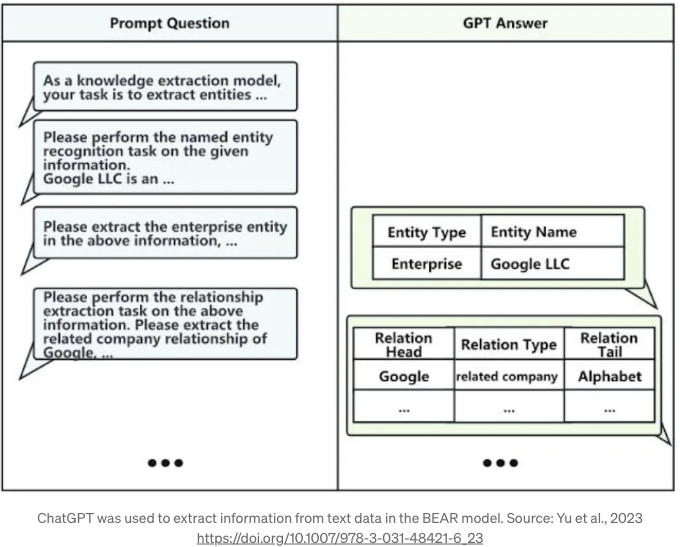 Prompt Question
GPT Answer
As a knowledge extraction model,
your task is to extract entities ...
Please perform the named entity
recognition task on the given
information.
Google LLC is an ...
Please extract the enterprise entity
in the above information, ...
Entity Type Entity Name
Enterprise Google LLC
Please perform the relationship
extraction task on the above
information. Please extract the
related company relationship of
Google, ...
Relation Head Relation Type Relation Tail
Google related company Alphabet
... ... ...
●●● ●●●
ChatGPT was used to extract information from text data in the BEAR model. Source: Yu et al., 2023
https://doi.org/10.1007/978-3-031-48421-6_23